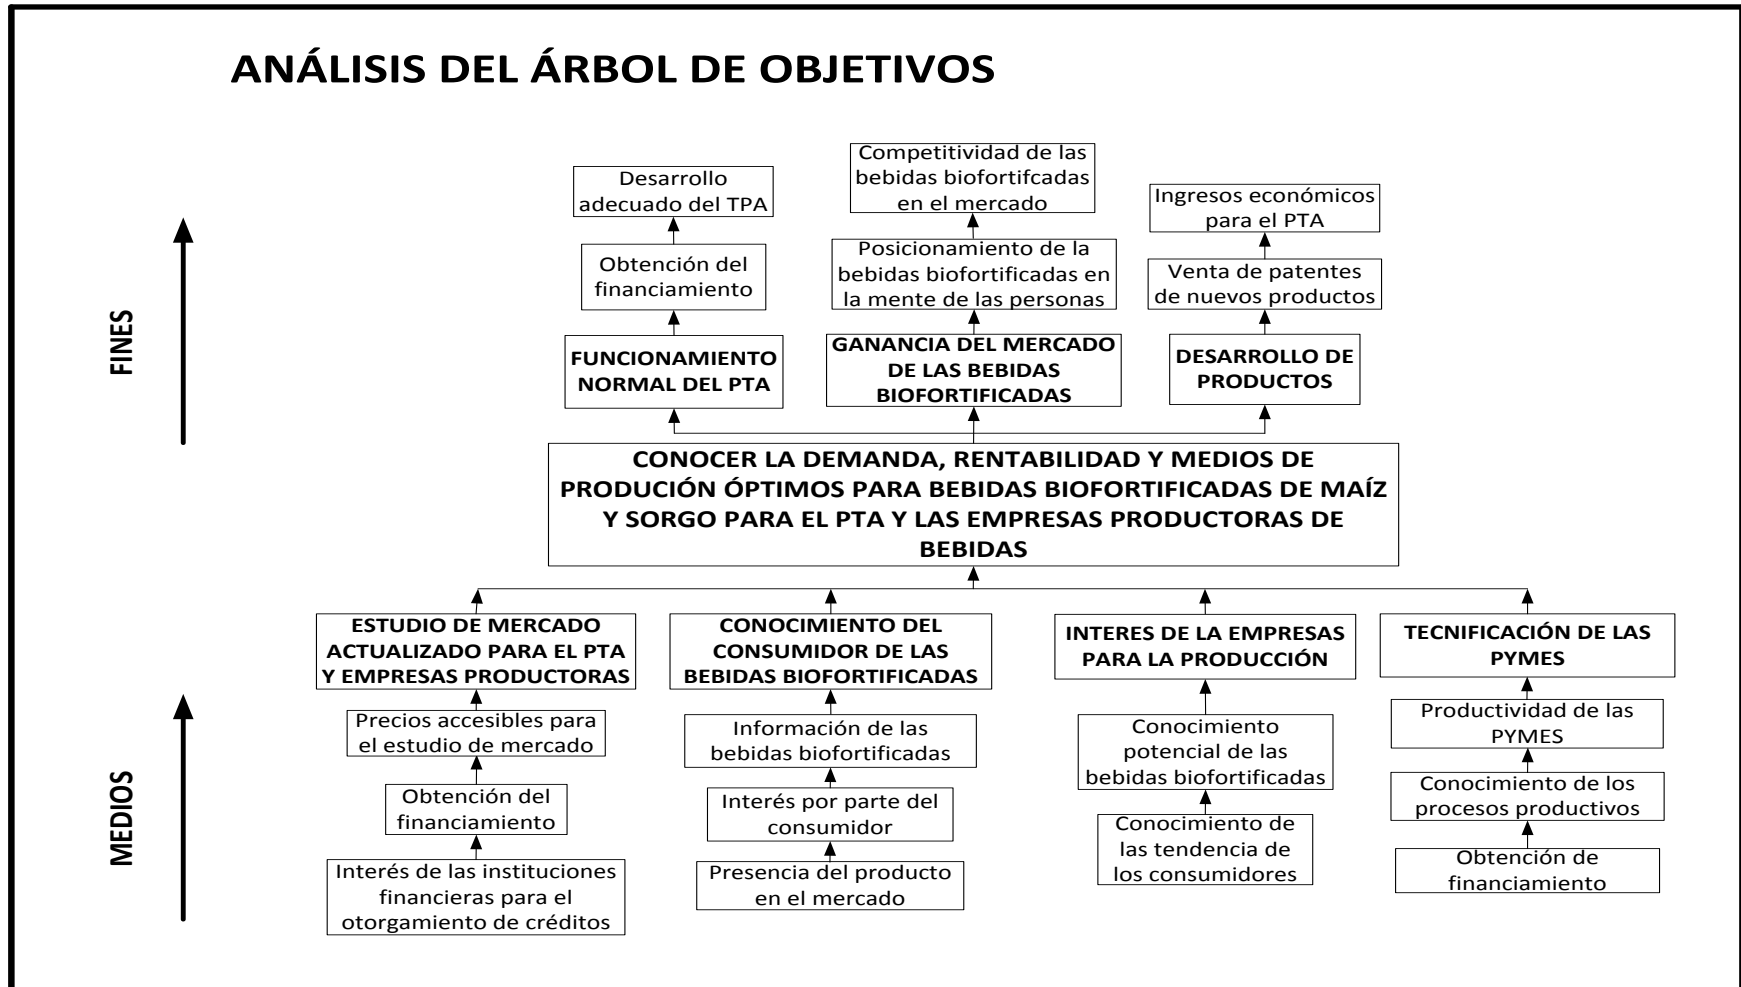 ANÁLISIS DEL ÁRBOL DE OBJETIVOS
FINES
Desarrollo
adecuado del TPA
Obtención del
financiamiento
FUNCIONAMIENTO
NORMAL DEL PTA
Competitividad de las
bebidas biofortifcadas
en el mercado
Posicionamiento de la
bebidas biofortificadas en
la mente de las personas
GANANCIA DEL MERCADO
DE LAS BEBIDAS
BIOFORTIFICADAS
Ingresos económicos
para el PTA
Venta de patentes
de nuevos productos
DESARROLLO DE
PRODUCTOS
CONOCER LA DEMANDA, RENTABILIDAD Y MEDIOS DE
PRODUCIÓN ÓPTIMOS PARA BEBIDAS BIOFORTIFICADAS DE MAÍZ
Y SORGO PARA EL PTA Y LAS EMPRESAS PRODUCTORAS DE
BEBIDAS
MEDIOS
ESTUDIO DE MERCADO
ACTUALIZADO PARA EL PTA
Y EMPRESAS PRODUCTORAS
Precios accesibles para
el estudio de mercado
Obtención del
financiamiento
Interés de las instituciones
financieras para el
otorgamiento de créditos
CONOCIMIENTO DEL
CONSUMIDOR DE LAS
BEBIDAS BIOFORTIFICADAS
Información de las
bebidas biofortificadas
Interés por parte del
consumidor
Presencia del producto
en el mercado
INTERES DE LA EMPRESAS
PARA LA PRODUCCIÓN
Conocimiento
potencial de las
bebidas biofortificadas
Conocimiento de
las tendencia de
los consumidores
TECNIFICACIÓN DE LAS
PYMES
Productividad de las
PYMES
Conocimiento de los
procesos productivos
Obtención de
financiamiento